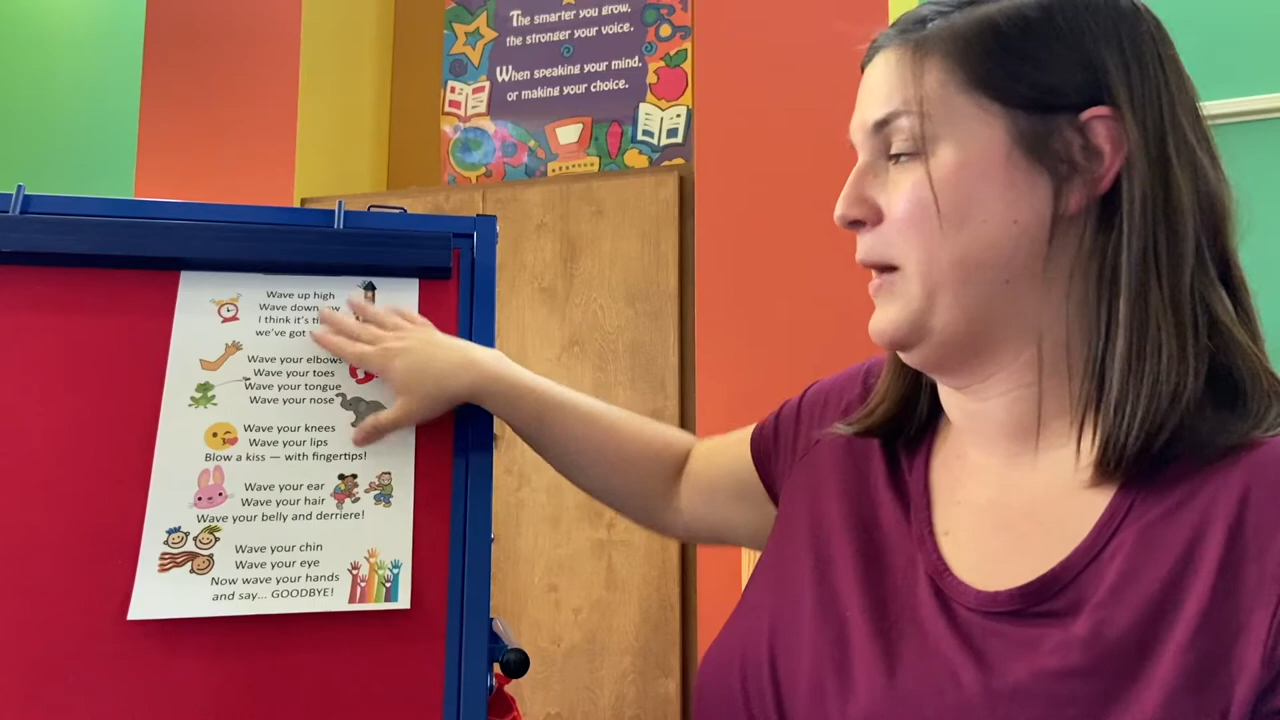 The smarter you grow,
the stronger your voice.
When speaking your mind,
or making your choice.
Wave up high
Wave down
I think it's
we've got
Wave your elbows
Wave your toes
Wave your tongue
Wave your nose
Wave your knees
Wave your lips
Blow a kiss — with fingertips!
Wave your ear
Wave your hair
Wave your belly and derriere!
Wave your chin
Wave your eye
Now wave your hands
and say... GOODBYE!